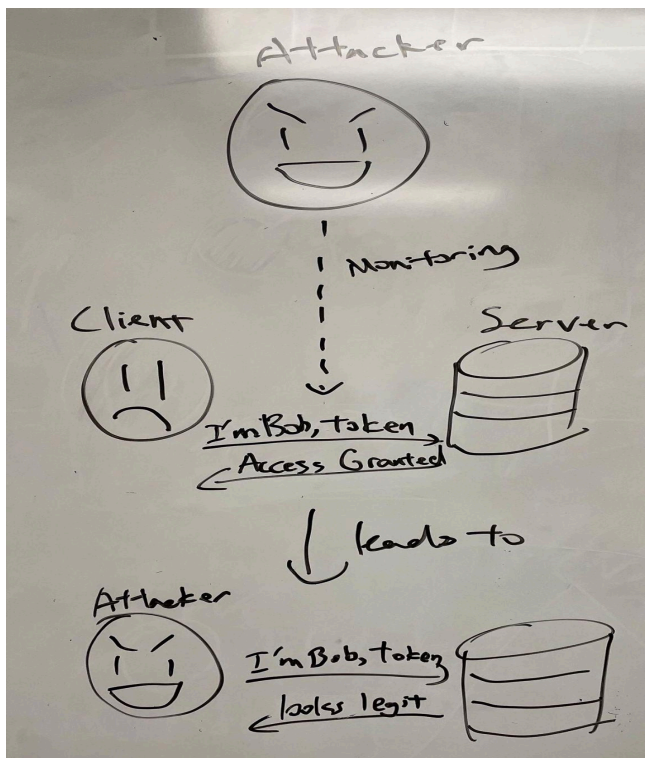 Attacker
Monitoring
Client
Server
I'm Bob, token
Access Granted
leads to
Attacker
I'm Bob, token
looks legit